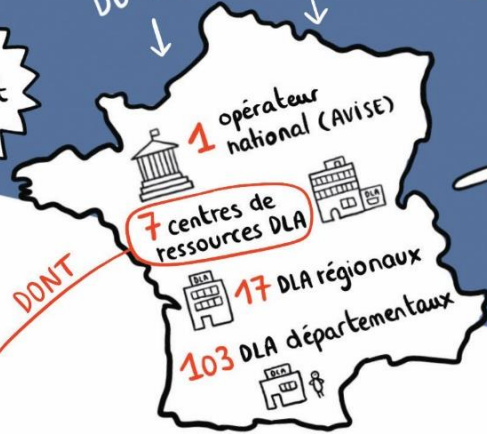 1 opérateur
national (AVISE)
7 centres de
ressources DLA
DLA
DONT
DLA
17 DLA régionaux
103 DLA départementaux
DLA